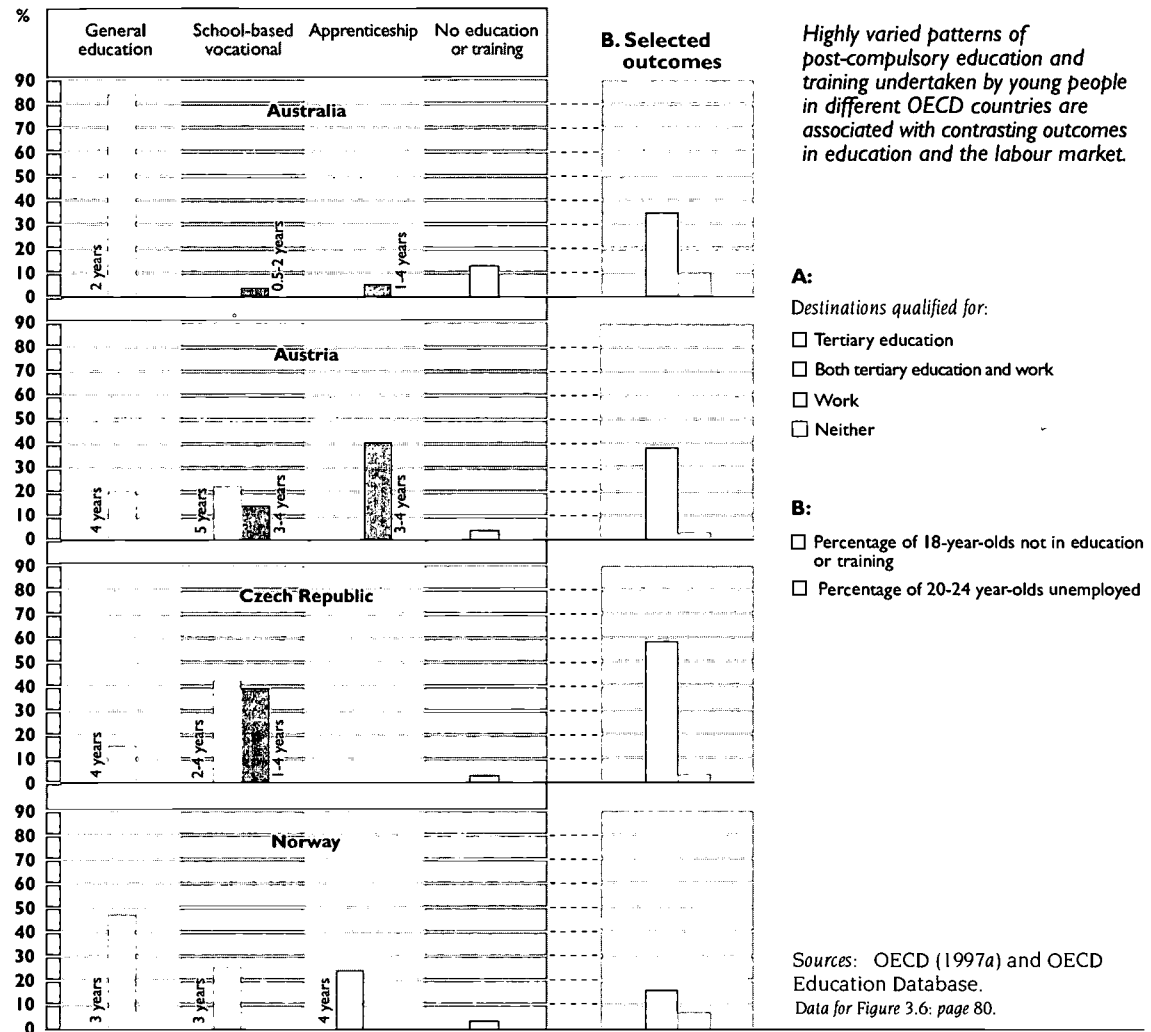 %
General education
School-based vocational
Apprenticeship
No education or training
B. Selected outcomes
Highly varied patterns of
post-compulsory education and
training undertaken by young people
in different OECD countries are
associated with contrasting outcomes
in education and the labour market.
Australia
90
80
70
60
50
40
30
20
10
0
2 years
0.5-2 years
1-4 years
Austria
90
80
70
60
50
40
30
20
10
0
4 years
5 years
3-4 years
3-4 years
Czech Republic
90
80
70
60
50
40
30
20
10
0
4 years
2-4 years
1-4 years
Norway
90
80
70
60
50
40
30
20
10
0
3 years
3 years
4 years
A:
Destinations qualified for:
Tertiary education
Both tertiary education and work
Work
Neither
B:
Percentage of 18-year-olds not in education
or training
Percentage of 20-24 year-olds unemployed
Sources: OECD (1997a) and OECD
Education Database.
Data for Figure 3.6: page 80.